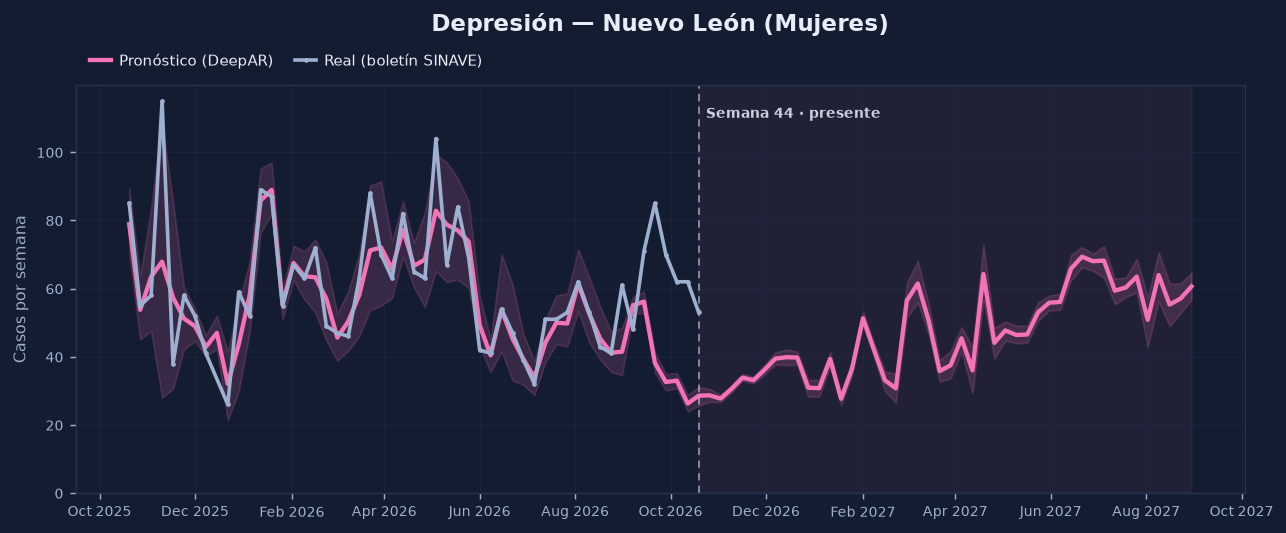 Depresión — Nuevo León (Mujeres)
Pronóstico (DeepAR)
Real (boletín SINAVE)
Semana 44 · presente
Casos por semana
100
80
60
40
20
0
Oct 2025
Dec 2025
Feb 2026
Apr 2026
Jun 2026
Aug 2026
Oct 2026
Dec 2026
Feb 2027
Apr 2027
Jun 2027
Aug 2027
Oct 2027